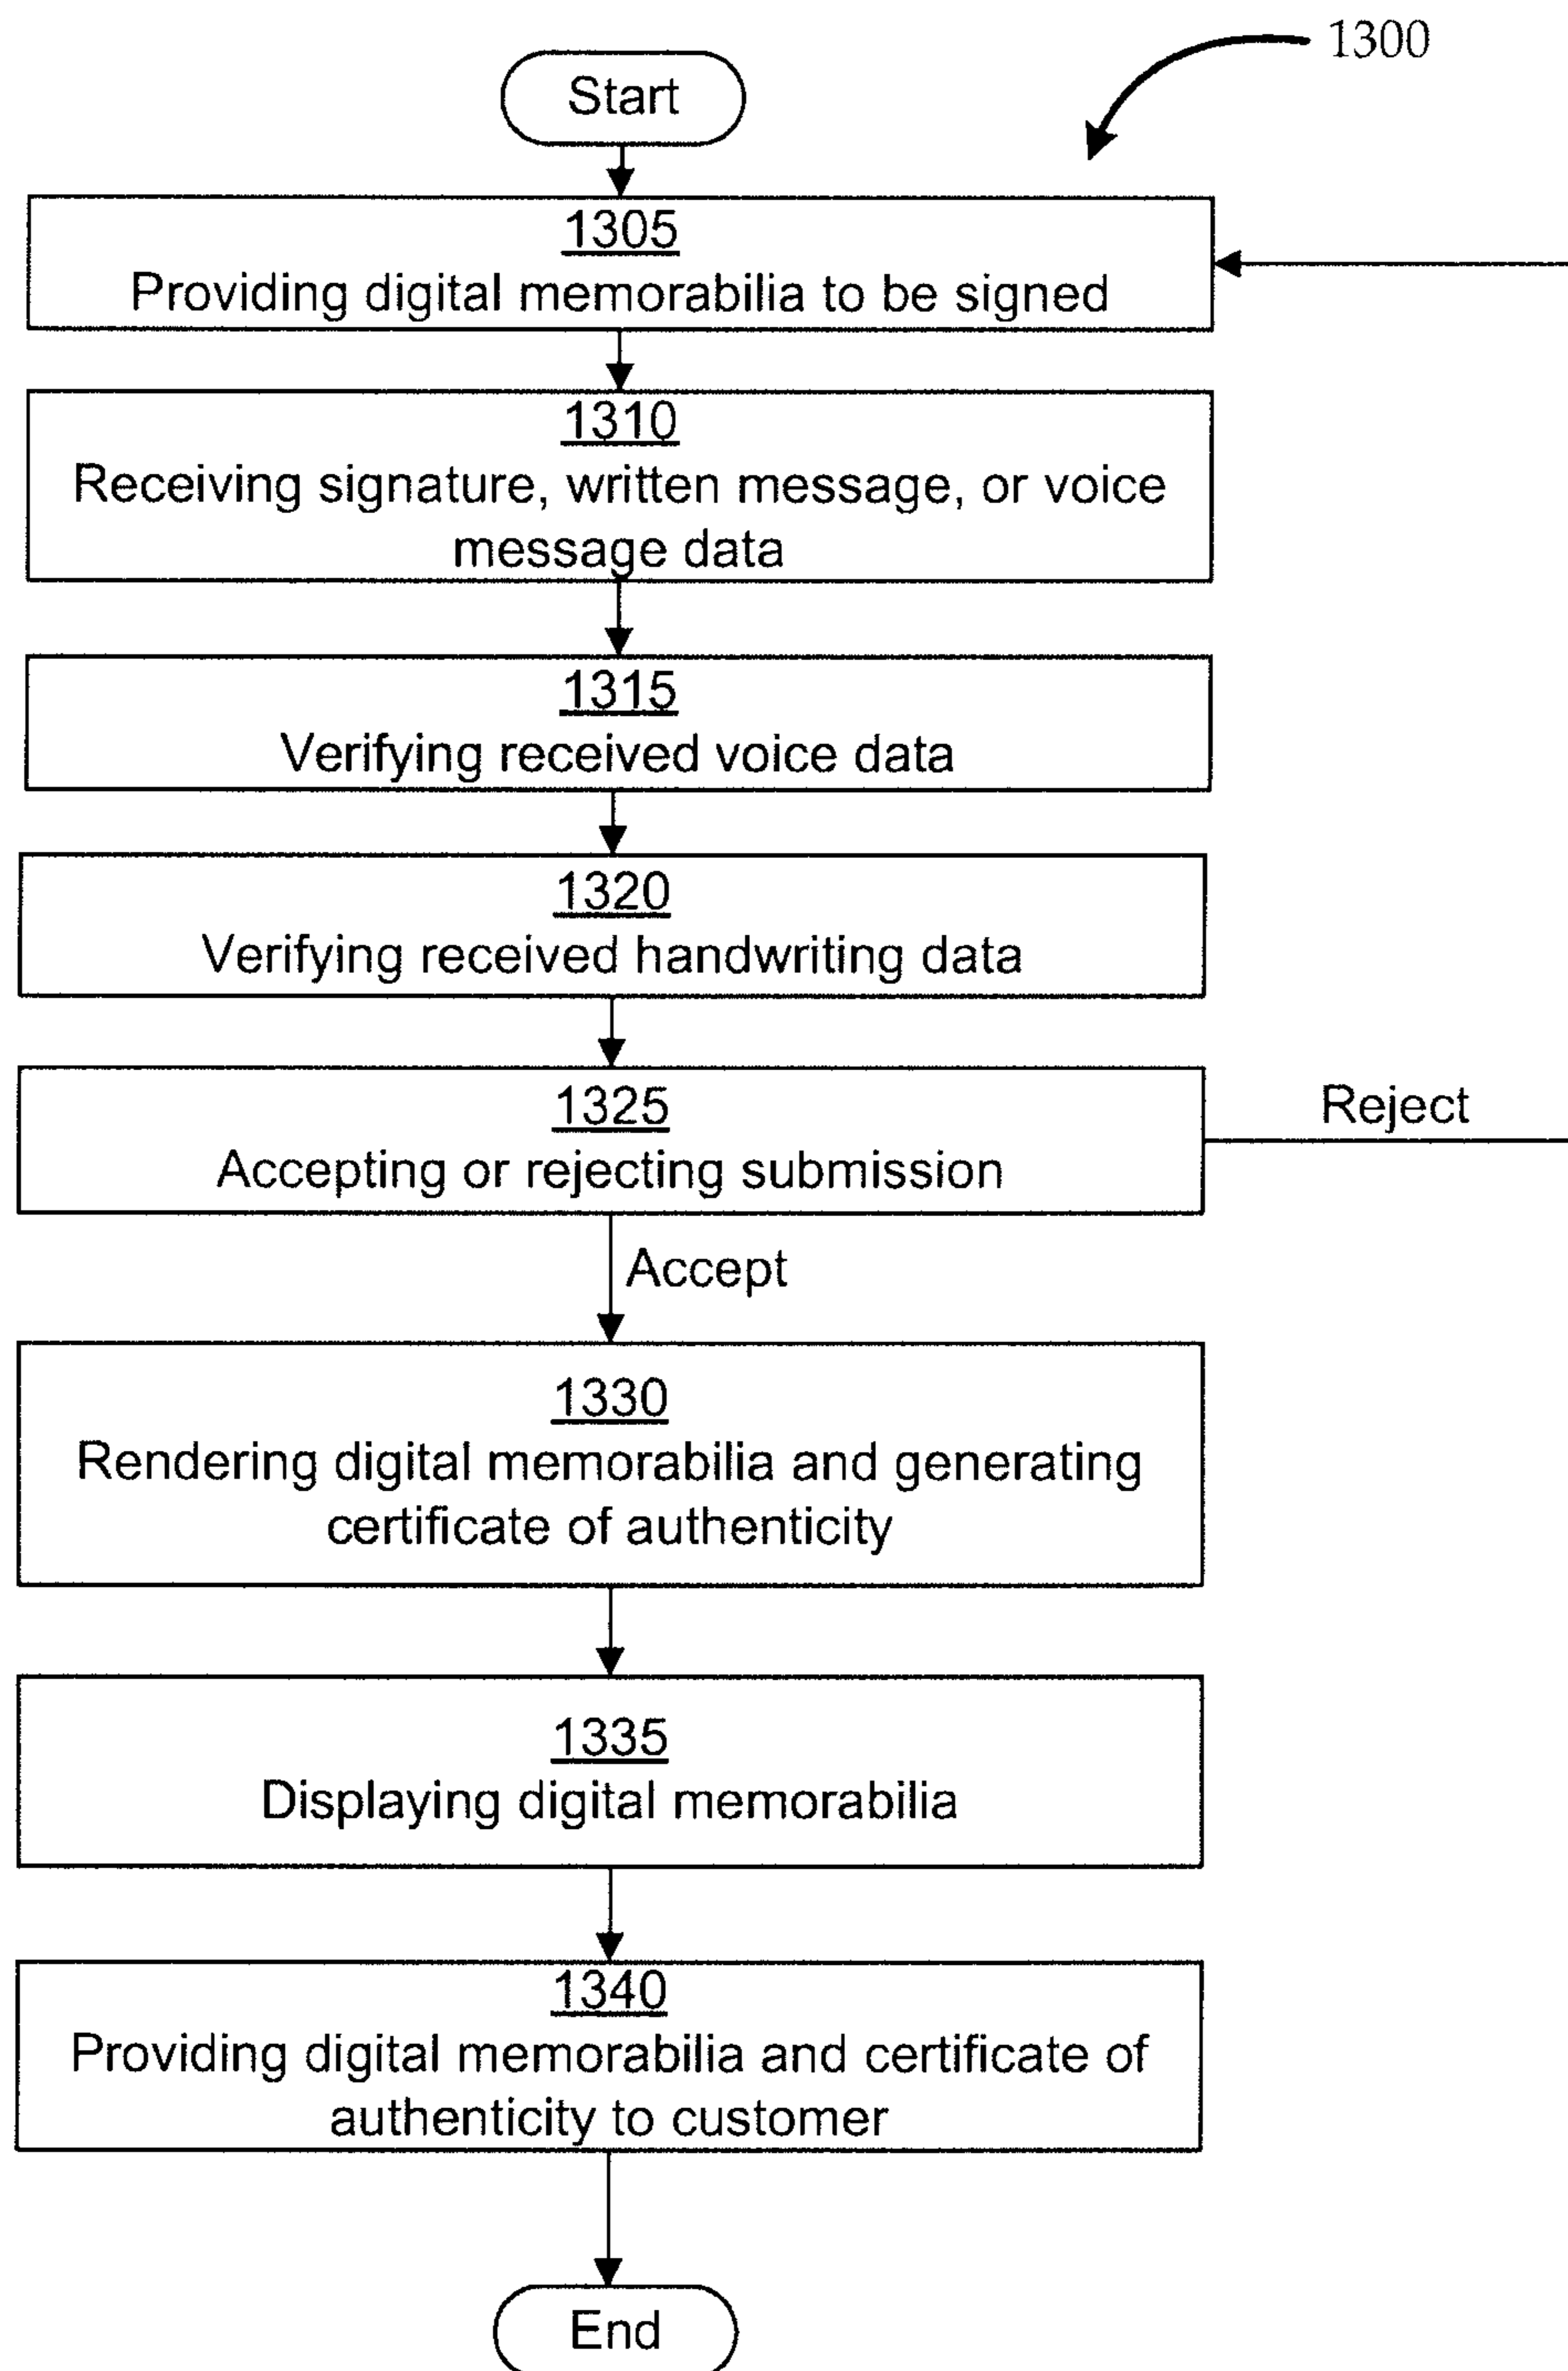 1300
Start
1305
Providing digital memorabilia to be signed
1310
Receiving signature, written message, or voice
message data
1315
Verifying received voice data
1320
Verifying received handwriting data
1325
Accepting or rejecting submission
Reject
Accept
1330
Rendering digital memorabilia and generating
certificate of authenticity
1335
Displaying digital memorabilia
1340
Providing digital memorabilia and certificate of
authenticity to customer
End